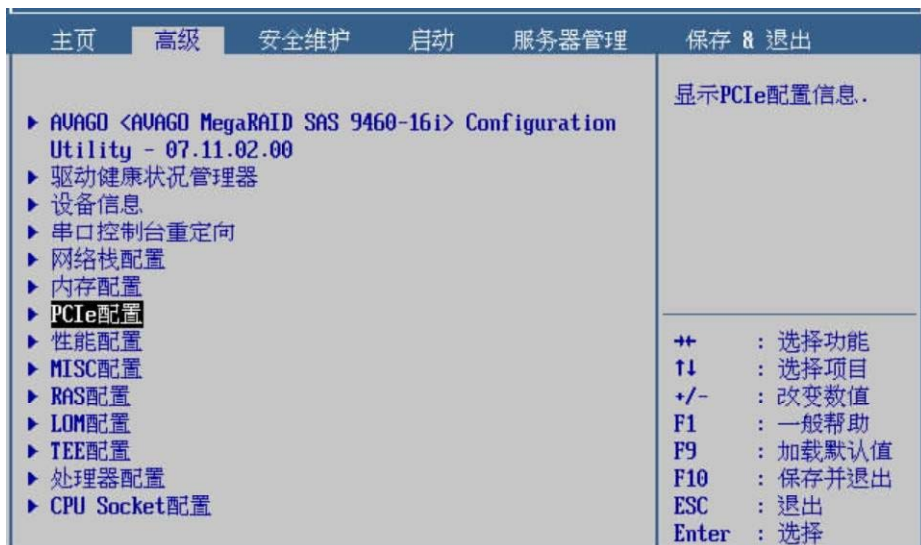 主页 高级 安全维护 启动 服务器管理 保存 & 退出
▶ AVAGO <AVAGO MegaRAID SAS 9460-16i> Configuration
Utility - 07.11.02.00
▶ 驱动健康状况管理器
▶ 设备信息
▶ 串口控制台重定向
▶ 网络栈配置
▶ 内存配置
▶ PCIe配置
▶ 性能配置
▶ MISC配置
▶ RAS配置
▶ LOM配置
▶ TEE配置
▶ 处理器配置
▶ CPU Socket配置
显示PCIe配置信息.
→← : 选择功能
↑↓ : 选择项目
+/- : 改变数值
F1 : 一般帮助
F9 : 加载默认值
F10 : 保存并退出
ESC : 退出
Enter : 选择